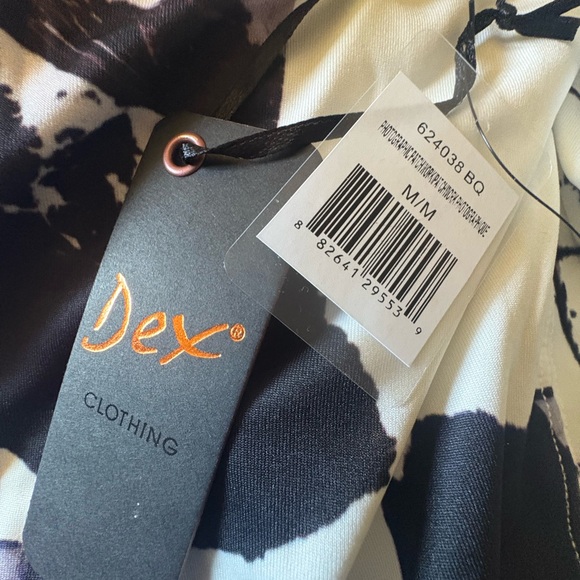 Dex®
CLOTHING
624038 BQ
M/M
8 82641 29553 9